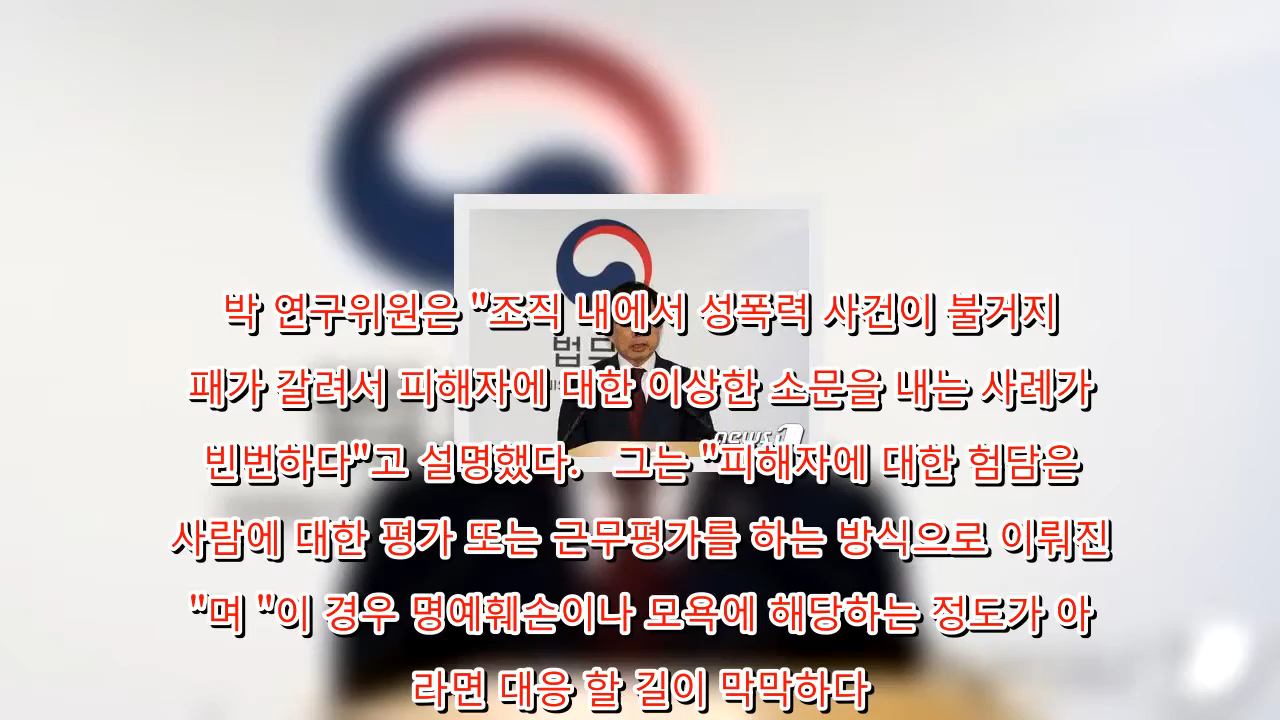 법무
news1
박 연구위원은 "조직 내에서 성폭력 사건이 불거지
패가 갈려서 피해자에 대한 이상한 소문을 내는 사례가
빈번하다"고 설명했다. 그는 "피해자에 대한 험담은
사람에 대한 평가 또는 근무평가를 하는 방식으로 이뤄진
"며 "이 경우 명예훼손이나 모욕에 해당하는 정도가 아
라면 대응 할 길이 막막하다